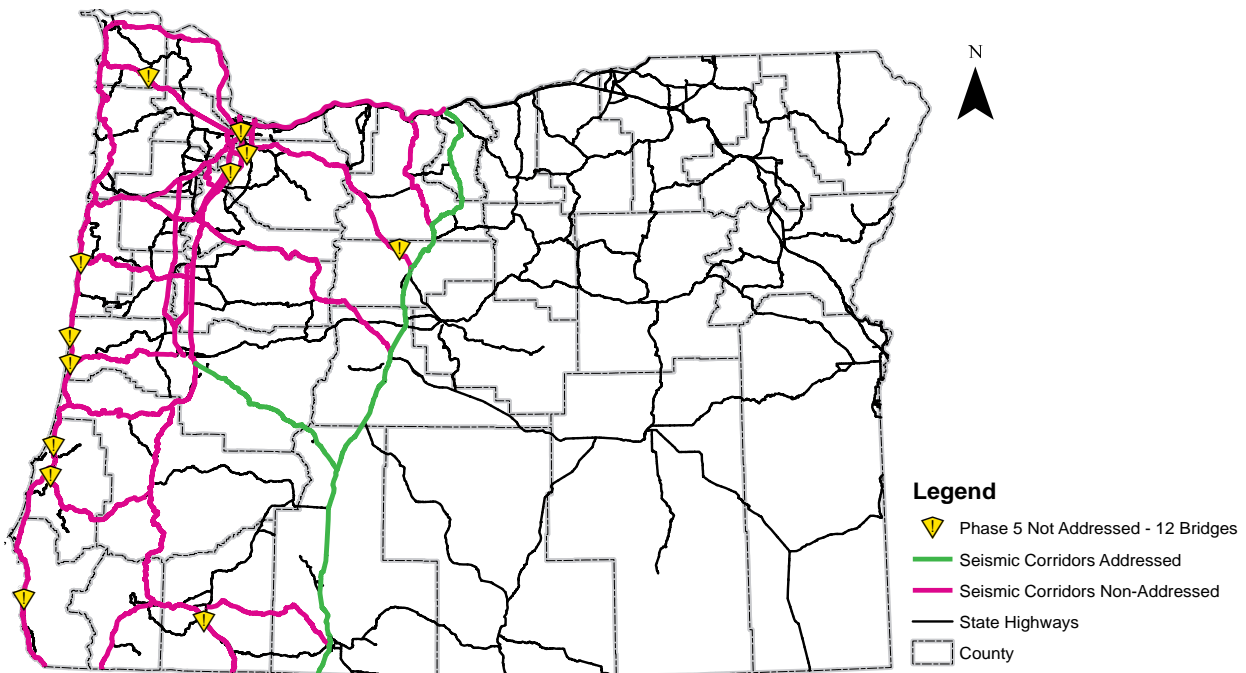 N
Legend
Phase 5 Not Addressed - 12 Bridges
Seismic Corridors Addressed
Seismic Corridors Non-Addressed
State Highways
County